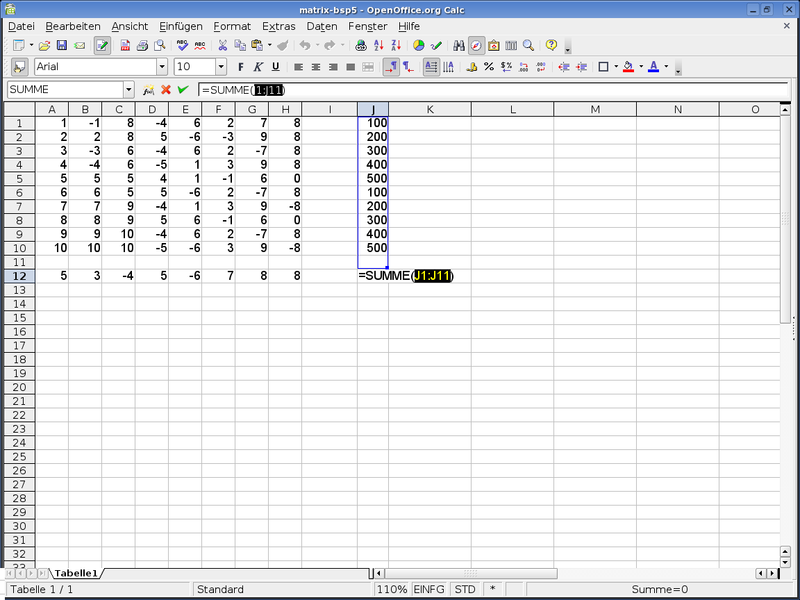 matrix-bsp5 - OpenOffice.org Calc
Datei Bearbeiten Ansicht Einfügen Format Extras Daten Fenster Hilfe
Arial 10 F K U
SUMME =SUMME(J1:J11)
A B C D E F G H I J K L M N O
1 1 -1 8 -4 6 2 7 8 100
2 2 2 8 5 -6 -3 9 8 200
3 3 -3 6 -4 6 2 -7 8 300
4 4 -4 6 -5 1 3 9 8 400
5 5 5 5 4 1 -1 6 0 500
6 6 6 5 5 -6 2 -7 8 100
7 7 7 9 -4 1 3 9 -8 200
8 8 8 9 5 6 -1 6 0 300
9 9 9 10 -4 6 2 -7 8 400
10 10 10 10 -5 -6 3 9 -8 500
11
12 5 3 -4 5 -6 7 8 8 =SUMME(J1:J11)
13
14
15
16
17
18
19
20
21
22
23
24
25
26
27
28
29
30
31
32
33
Tabelle1
Tabelle 1 / 1 Standard 110% EINFG STD * Summe=0